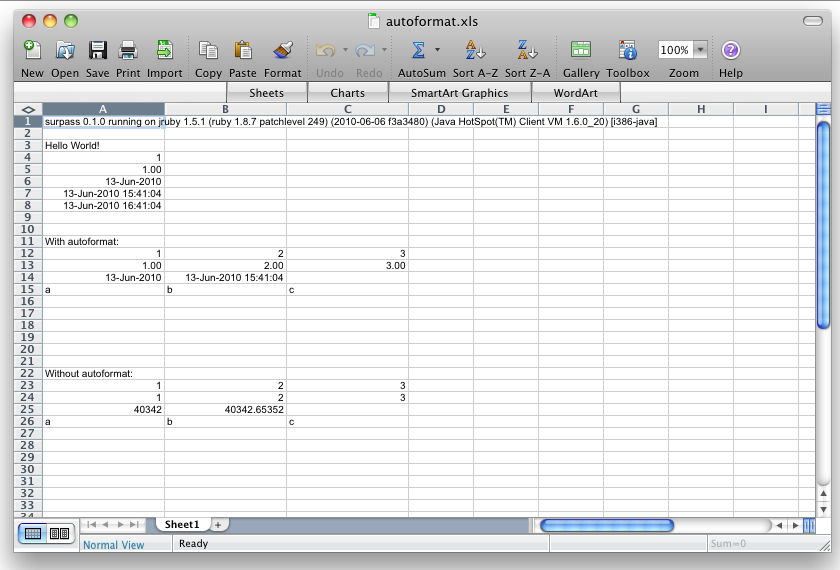 autoformat.xls
New Open Save Print Import Copy Paste Format Undo Redo AutoSum Sort A-Z Sort Z-A Gallery Toolbox 100% Zoom Help
Sheets Charts SmartArt Graphics WordArt
A B C D E F G H I
1 surpass 0.1.0 running on jruby 1.5.1 (ruby 1.8.7 patchlevel 249) (2010-06-06 f3a3480) (Java HotSpot(TM) Client VM 1.6.0_20) [i386-java]
2
3 Hello World!
4 1
5 1.00
6 13-Jun-2010
7 13-Jun-2010 15:41:04
8 13-Jun-2010 16:41:04
9
10
11 With autoformat:
12 1 2 3
13 1.00 2.00 3.00
14 13-Jun-2010 13-Jun-2010 15:41:04
15 a b c
16
17
18
19
20
21
22 Without autoformat:
23 1 2 3
24 1 2 3
25 40342 40342.65352
26 a b c
27
28
29
30
31
32
33
34
Sheet1
Normal View Ready Sum=0